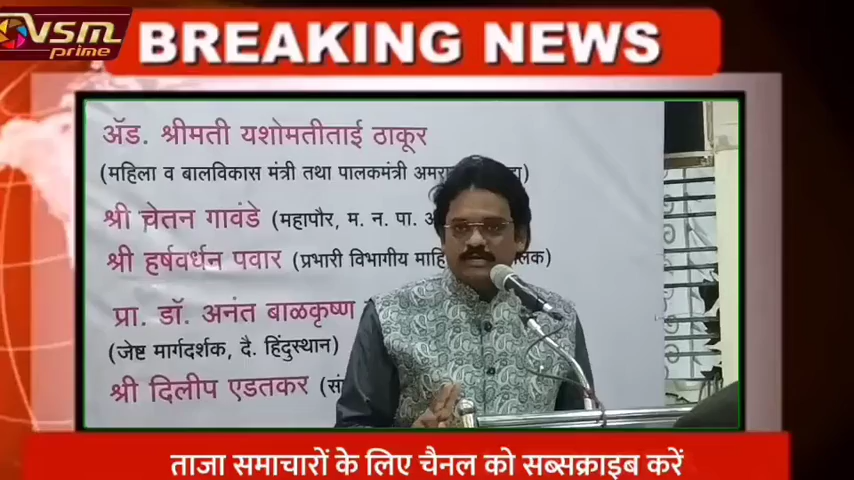 VSM
prime
BREAKING NEWS
ॲड. श्रीमती यशोमतीताई ठाकूर
(महिला व बालविकास मंत्री तथा पालकमंत्री
श्री चेतन गावंडे (महापौर, म. न. पा.
श्री हर्षवर्धन पवार (प्रभारी विभागीय
प्रा. डॉ. अनंत बाळकृष्ण
(जेष्ट मार्गदर्शक, दै. हिंदुस्थान)
श्री दिलीप एडतकर
ताजा समाचारों के लिए चैनल को सब्सक्राइब करें